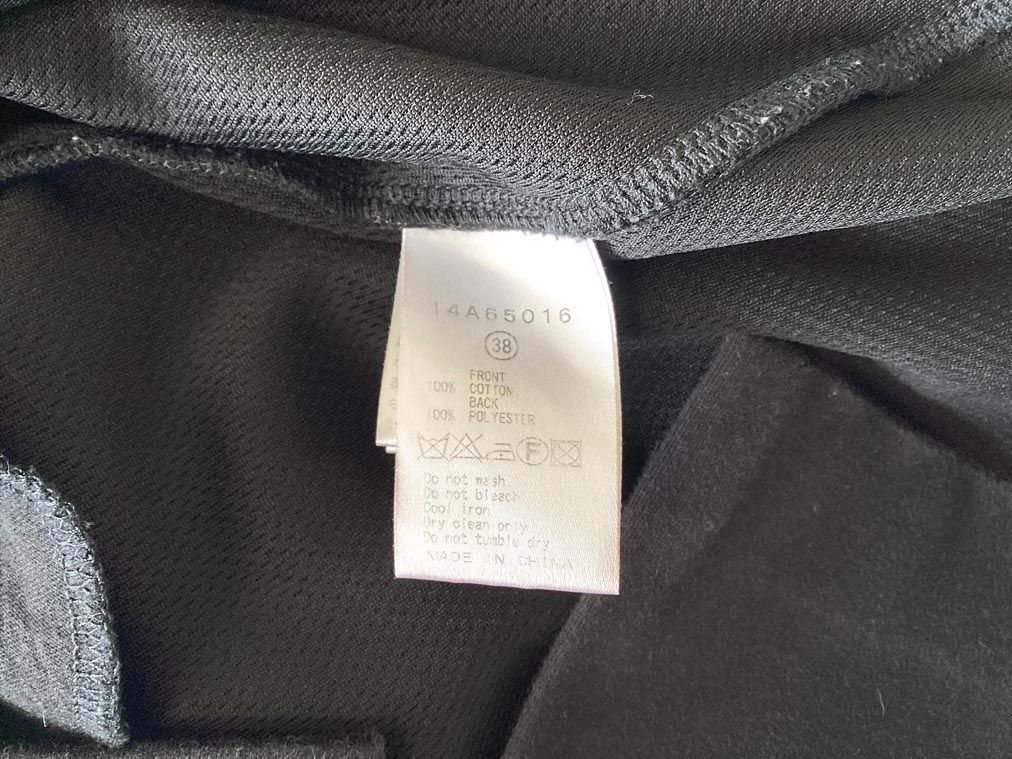 14A65016
38
FRONT
100% COTTON
BACK
100% POLYESTER
F
Do not wash
Do not bleach
Cool iron
Dry clean only
Do not tumble dry
MADE IN CHINA